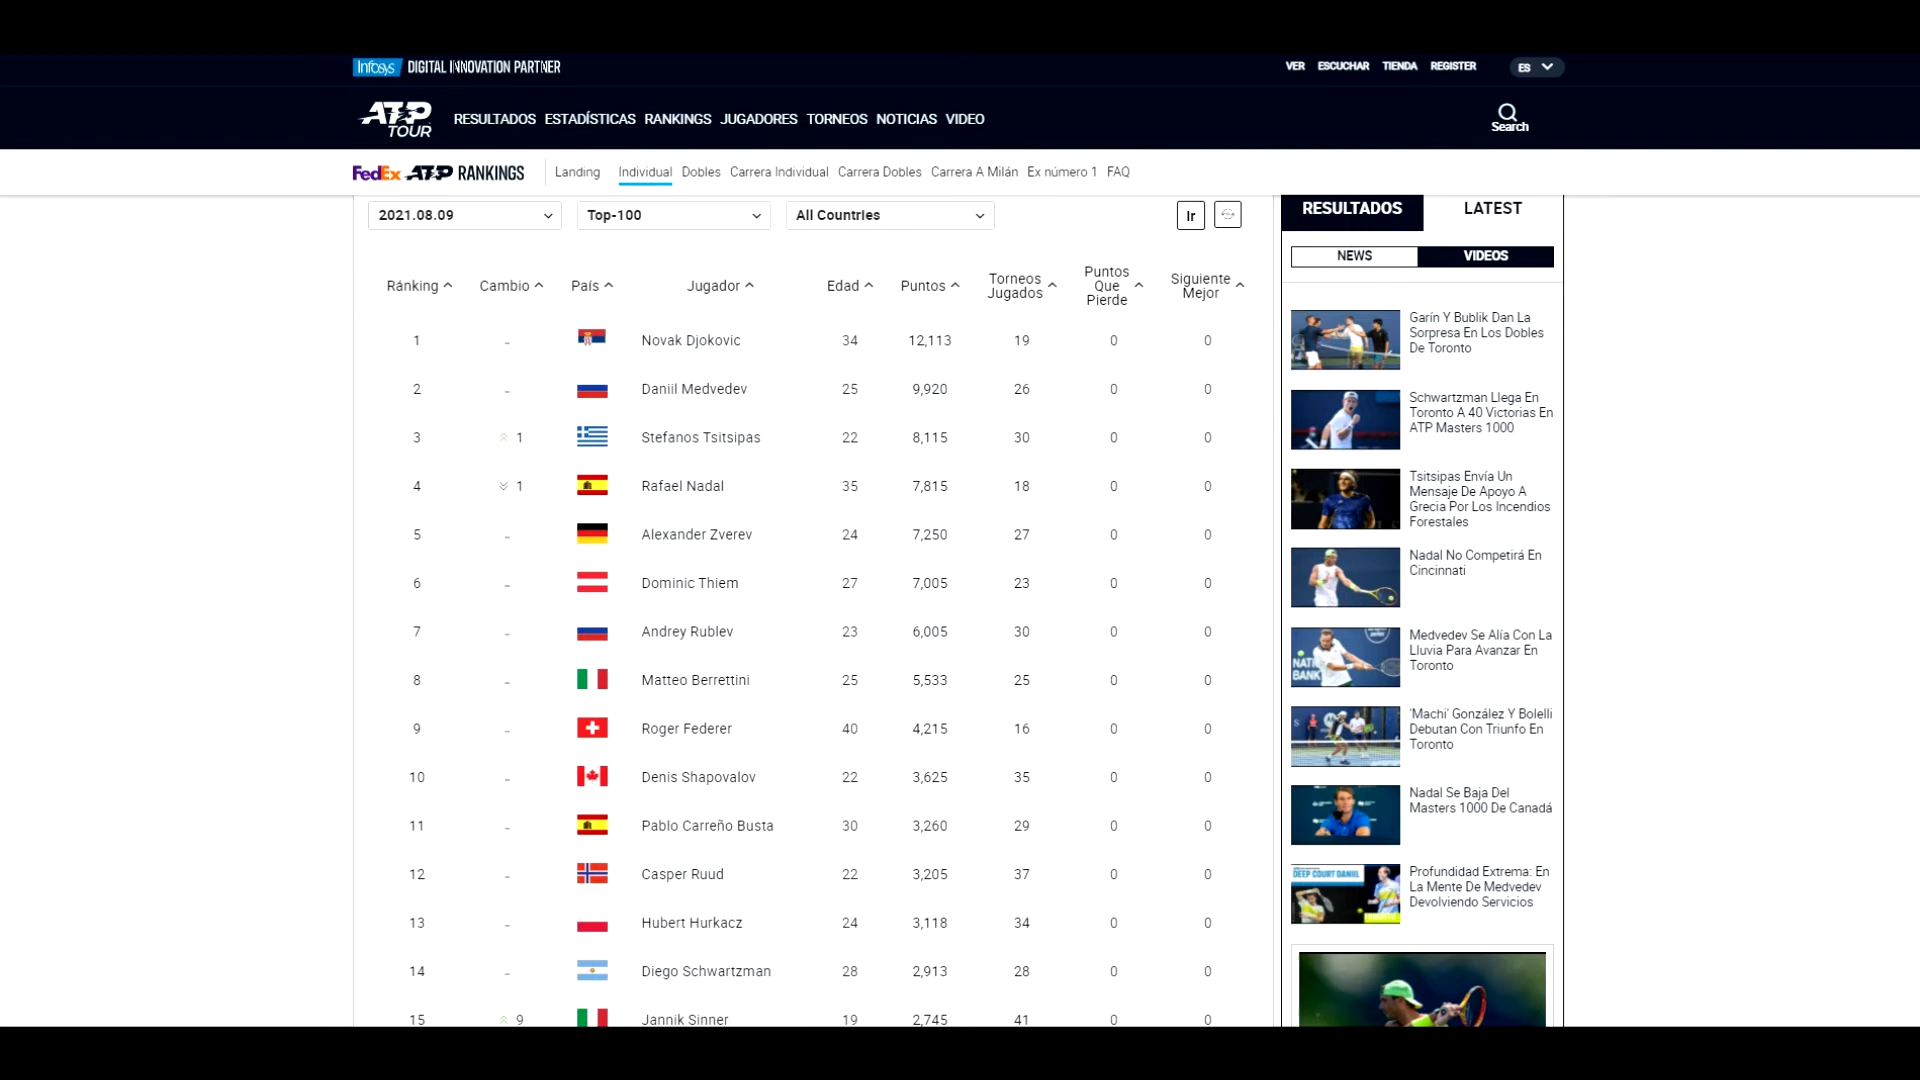 Infosys DIGITAL INNOVATION PARTNER
VER ESCUCHAR TIENDA REGISTER ES
ATP TOUR
RESULTADOS ESTADÍSTICAS RANKINGS JUGADORES TORNEOS NOTICIAS VIDEO
Search
FedEx ATP RANKINGS Landing Individual Dobles Carrera Individual Carrera Dobles Carrera A Milán Ex número 1 FAQ
2021.08.09 Top-100 All Countries Ir
Ránking Cambio País Jugador Edad Puntos Torneos Jugados Puntos Que Pierde Siguiente Mejor
1 - Novak Djokovic 34 12,113 19 0 0
2 - Daniil Medvedev 25 9,920 26 0 0
3 1 Stefanos Tsitsipas 22 8,115 30 0 0
4 1 Rafael Nadal 35 7,815 18 0 0
5 - Alexander Zverev 24 7,250 27 0 0
6 - Dominic Thiem 27 7,005 23 0 0
7 - Andrey Rublev 23 6,005 30 0 0
8 - Matteo Berrettini 25 5,533 25 0 0
9 - Roger Federer 40 4,215 16 0 0
10 - Denis Shapovalov 22 3,625 35 0 0
11 - Pablo Carreño Busta 30 3,260 29 0 0
12 - Casper Ruud 22 3,205 37 0 0
13 - Hubert Hurkacz 24 3,118 34 0 0
14 - Diego Schwartzman 28 2,913 28 0 0
15 9 Jannik Sinner 19 2,745 41 0 0
RESULTADOS LATEST
NEWS VIDEOS
Garín Y Bublik Dan La
Sorpresa En Los Dobles
De Toronto
Schwartzman Llega En
Toronto A 40 Victorias En
ATP Masters 1000
Tsitsipas Envía Un
Mensaje De Apoyo A
Grecia Por Los Incendios
Forestales
Nadal No Competirá En
Cincinnati
NATI
BANK
Medvedev Se Alía Con La
Lluvia Para Avanzar En
Toronto
'Machi' González Y Bolelli
Debutan Con Triunfo En
Toronto
Nadal Se Baja Del
Masters 1000 De Canadá
DEEP COURT DANIIL
Profundidad Extrema: En
La Mente De Medvedev
Devolviendo Servicios